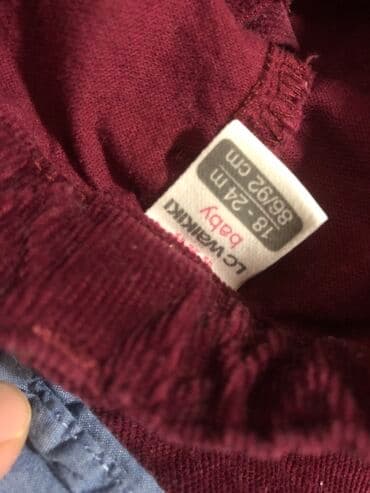 LC WAIKIKI
baby
18 - 24 m
86/92 cm